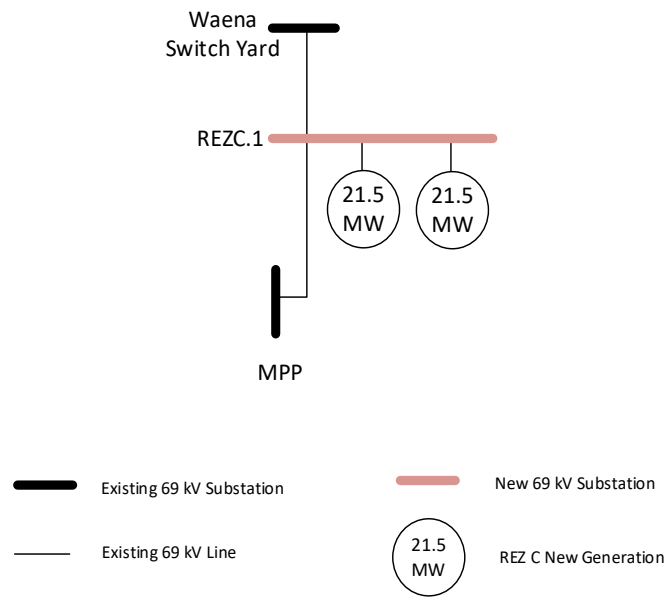 Waena
Switch Yard
REZC.1
21.5
MW
21.5
MW
MPP
Existing 69 kV Substation
New 69 kV Substation
Existing 69 kV Line
21.5
MW
REZ C New Generation